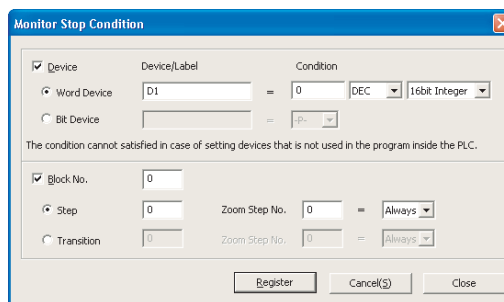 Monitor Stop Condition
Device Device/Label Condition
Word Device D1 = 0 DEC 16bit Integer
Bit Device = -P-
The condition cannot satisfied in case of setting devices that is not used in the program inside the PLC.
Block No. 0
Step 0 Zoom Step No. 0 = Always
Transition 0 Zoom Step No. 0 = Always
Register Cancel(S) Close